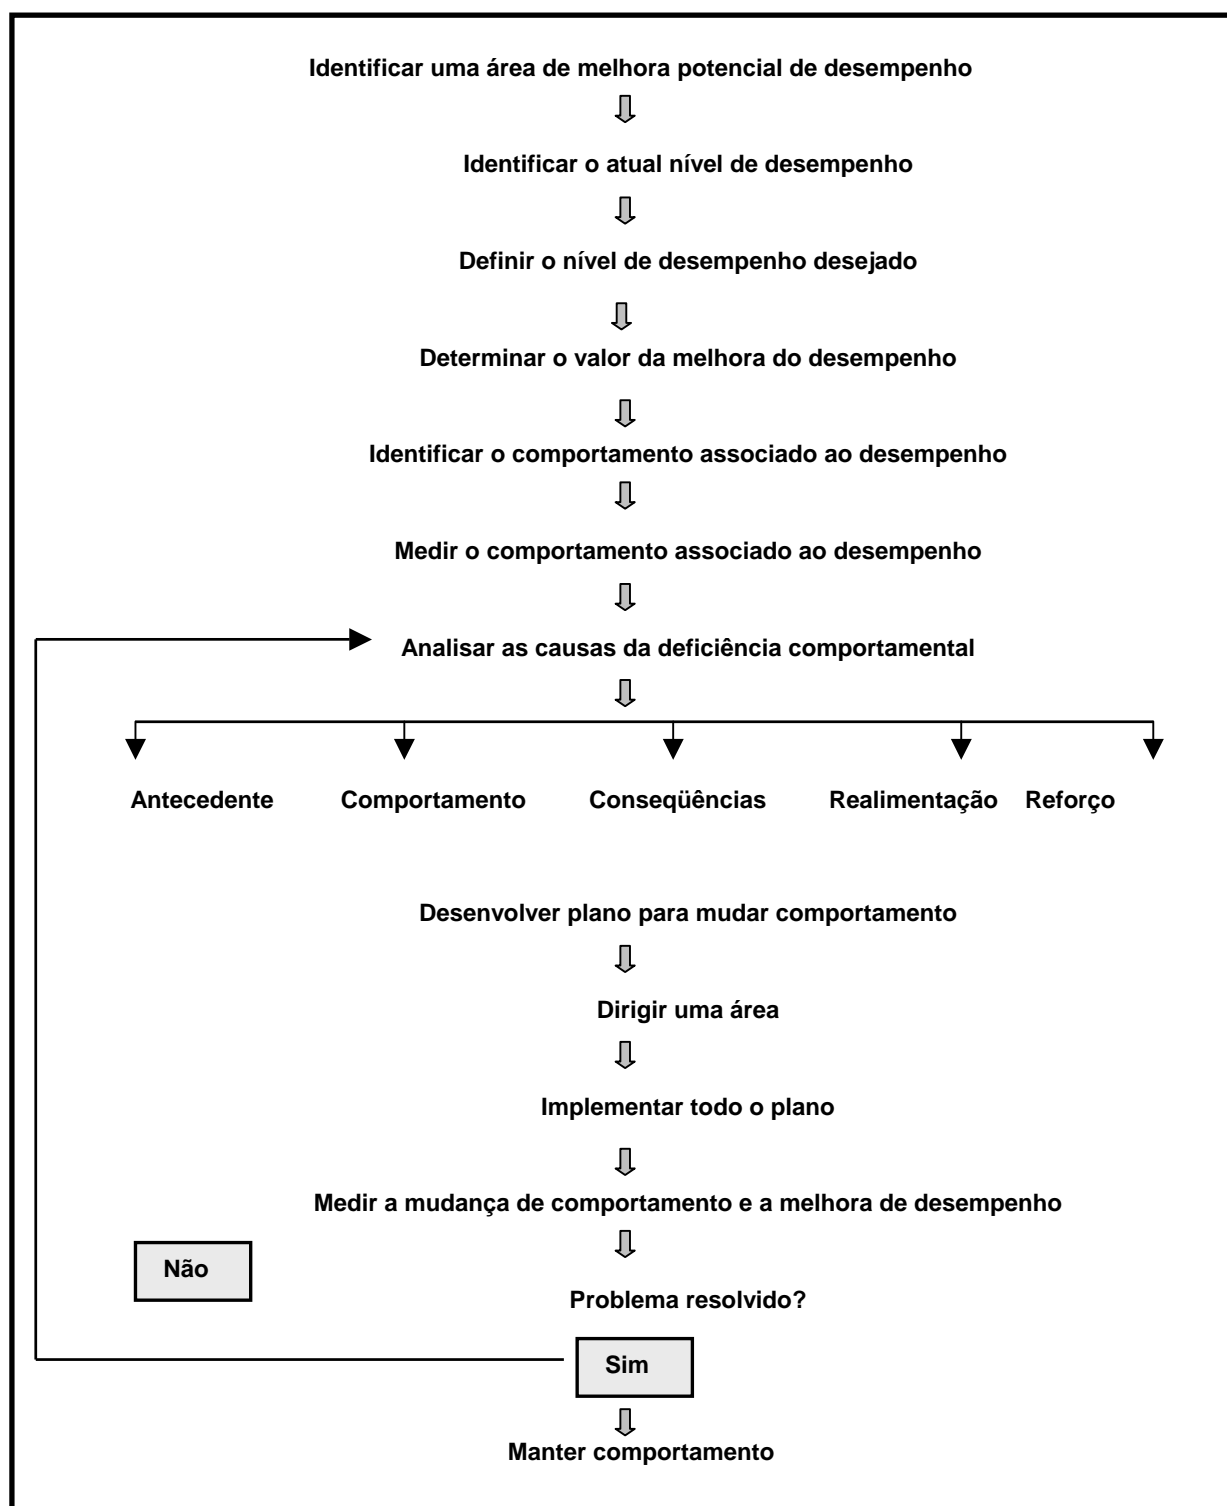 Identificar uma área de melhora potencial de desempenho
Identificar o atual nível de desempenho
Definir o nível de desempenho desejado
Determinar o valor da melhora do desempenho
Identificar o comportamento associado ao desempenho
Medir o comportamento associado ao desempenho
Analisar as causas da deficiência comportamental
Antecedente Comportamento Conseqüências Realimentação Reforço
Desenvolver plano para mudar comportamento
Dirigir uma área
Implementar todo o plano
Medir a mudança de comportamento e a melhora de desempenho
Não
Problema resolvido?
Sim
Manter comportamento